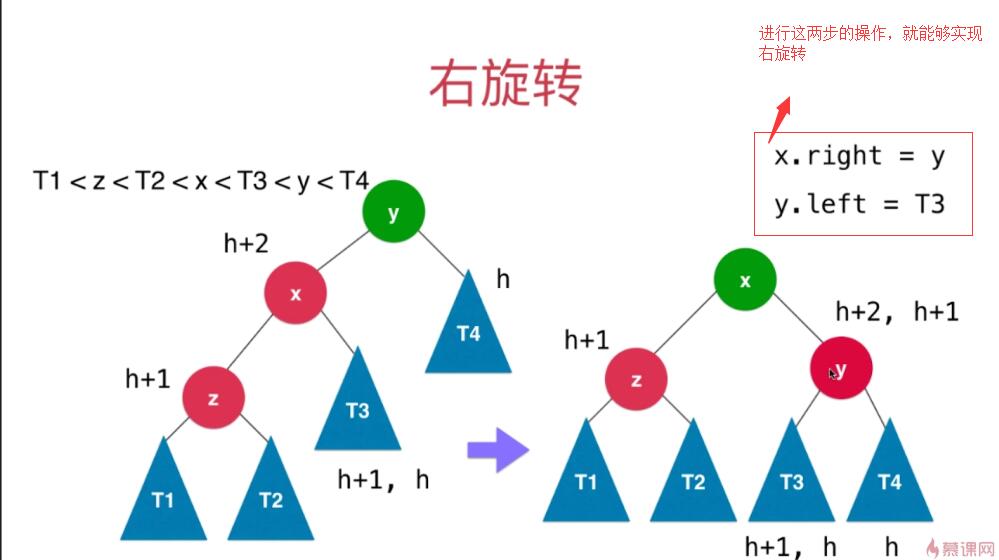 进行这两步的操作，就能够实现
右旋转
右旋转
x.right = y
y.left = T3
T1 < z < T2 < x < T3 < y < T4
y
h+2
x
h
T4
h+1
z
T3
h+1, h
T1
T2
x
h+2, h+1
h+1
z
y
T1
T2
T3
T4
h+1, h
h
慕课网